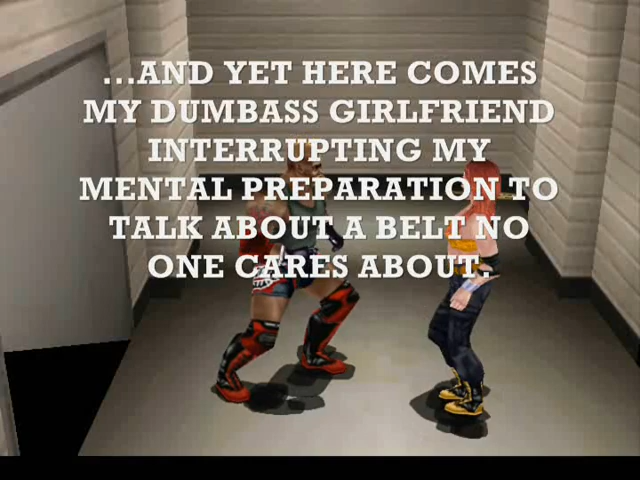 ...AND YET HERE COMES
MY DUMBASS GIRLFRIEND
INTERRUPTING MY
MENTAL PREPARATION TO
TALK ABOUT A BELT NO
ONE CARES ABOUT.